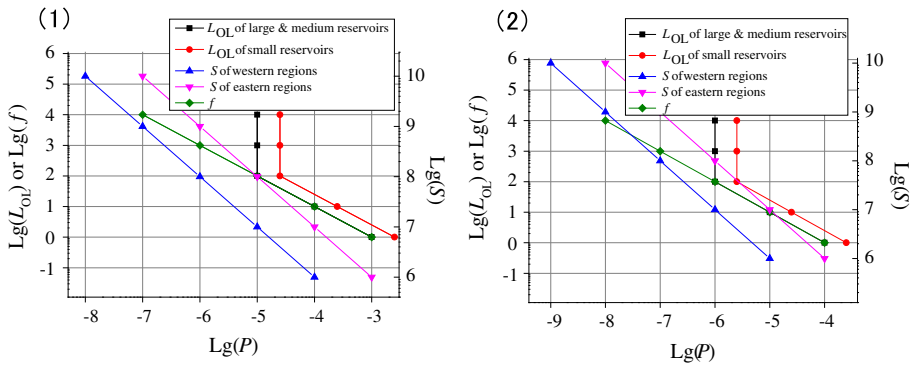 (1)
L_OL of large & medium reservoirs
L_OL of small reservoirs
S of western regions
S of eastern regions
f
6
5
4
3
2
1
0
-1
Lg(L_OL) or Lg(f)
10
9
8
7
6
Lg(S)
-8 -7 -6 -5 -4 -3
Lg(P)
(2)
L_OL of large & medium reservoirs
L_OL of small reservoirs
S of western regions
S of eastern regions
f
6
5
4
3
2
1
0
-1
Lg(L_OL) or Lg(f)
10
9
8
7
6
Lg(S)
-9 -8 -7 -6 -5 -4
Lg(P)